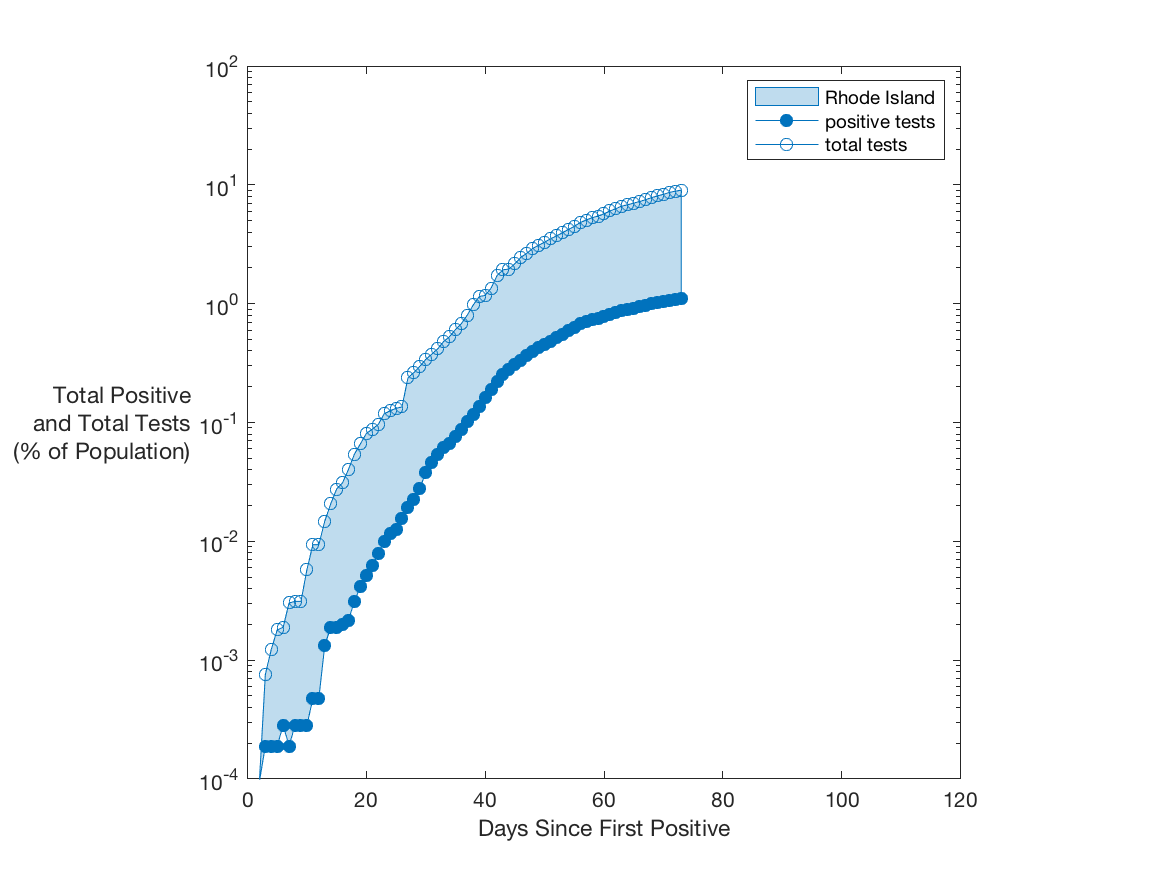 10^2
10^1
10^0
10^-1
10^-2
10^-3
10^-4
Total Positive
and Total Tests
(% of Population)
Rhode Island
positive tests
total tests
0 20 40 60 80 100 120
Days Since First Positive